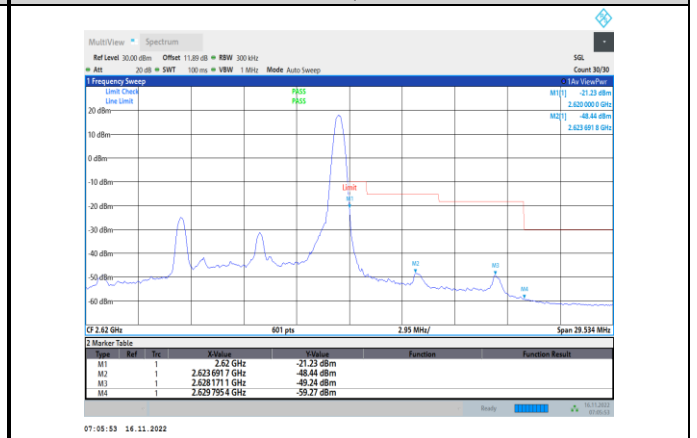 MultiView Spectrum
Ref Level 30.00 dBm Offset 11.89 dB RBW 300 kHz SGL
Att 20 dB SWT 100 ms VBW 1 MHz Mode Auto Sweep Count 30/30
1 Frequency Sweep 1Av ViewPwr
Limit Check PASS M1[1] -21.23 dBm
Line Limit PASS 2.620 000 0 GHz
M2[1] -48.44 dBm
2.623 691 8 GHz
20 dBm
10 dBm
0 dBm
-10 dBm
Limit
M1
-20 dBm
-30 dBm
-40 dBm
M2
M3
-50 dBm
M4
-60 dBm
CF 2.62 GHz 601 pts 2.95 MHz/ Span 29.534 MHz
2 Marker Table
Type Ref Trc X-Value Y-Value Function Function Result
M1 1 2.62 GHz -21.23 dBm
M2 1 2.623 691 7 GHz -48.44 dBm
M3 1 2.628 171 1 GHz -49.24 dBm
M4 1 2.629 795 4 GHz -59.27 dBm
Ready 16.11.2022
07:05:53
07:05:53 16.11.2022